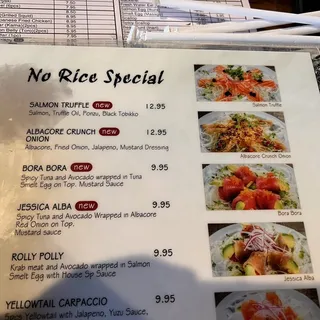 7.50
No Rice Special
SALMON TRUFFLE new 12.95
Salmon, Truffle Oil, Ponzu, Black Tobakko
Salmon Truffle
ALBACORE CRUNCH new 12.95
ONION
Albacore, Fried Onion, Jalapeno, Mustard Dressing
Albacore Crunch Onion
BORA BORA new 9.95
Spicy Tuna and Avocado wrapped in Tuna
Smelt Egg on Top. Mustard Sauce
Bora Bora
JESSICA ALBA new 9.95
Spicy Tuna and Avocado Wrapped in Albacore
Red Onion on Top.
Mustard sauce
Jessica Alba
ROLLY POLLY 9.95
Krab meat and Avocado wrapped in Salmon
Smelt Egg with House Sp Sauce
YELLOWTAIL CARPACCIO 9.95
Spicy Yellowtail with Jalapeno, Yuzu Sauce,